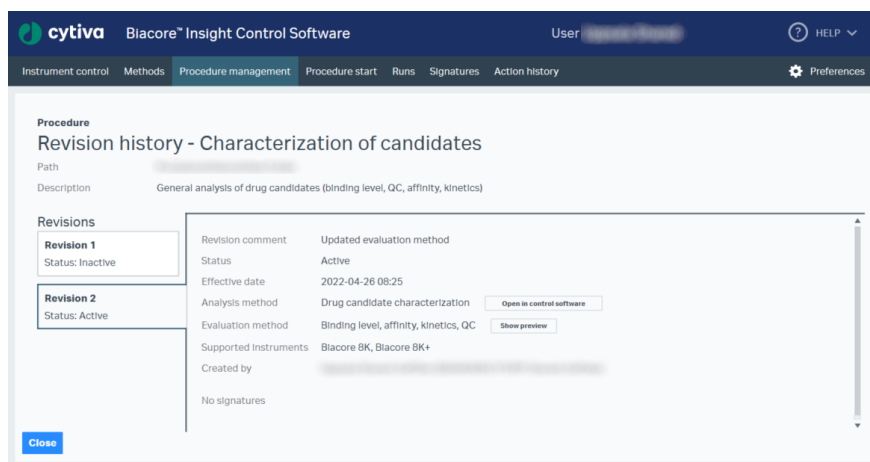 cytiva Biacore™ Insight Control Software User ? HELP
Instrument control Methods Procedure management Procedure start Runs Signatures Action history Preferences
Procedure
Revision history - Characterization of candidates
Path
Description General analysis of drug candidates (binding level, QC, affinity, kinetics)
Revisions
Revision 1
Status: Inactive
Revision 2
Status: Active
Revision comment Updated evaluation method
Status Active
Effective date 2022-04-26 08:25
Analysis method Drug candidate characterization Open in control software
Evaluation method Binding level, affinity, kinetics, QC Show preview
Supported Instruments Biacore 8K, Biacore 8K+
Created by
No signatures
Close